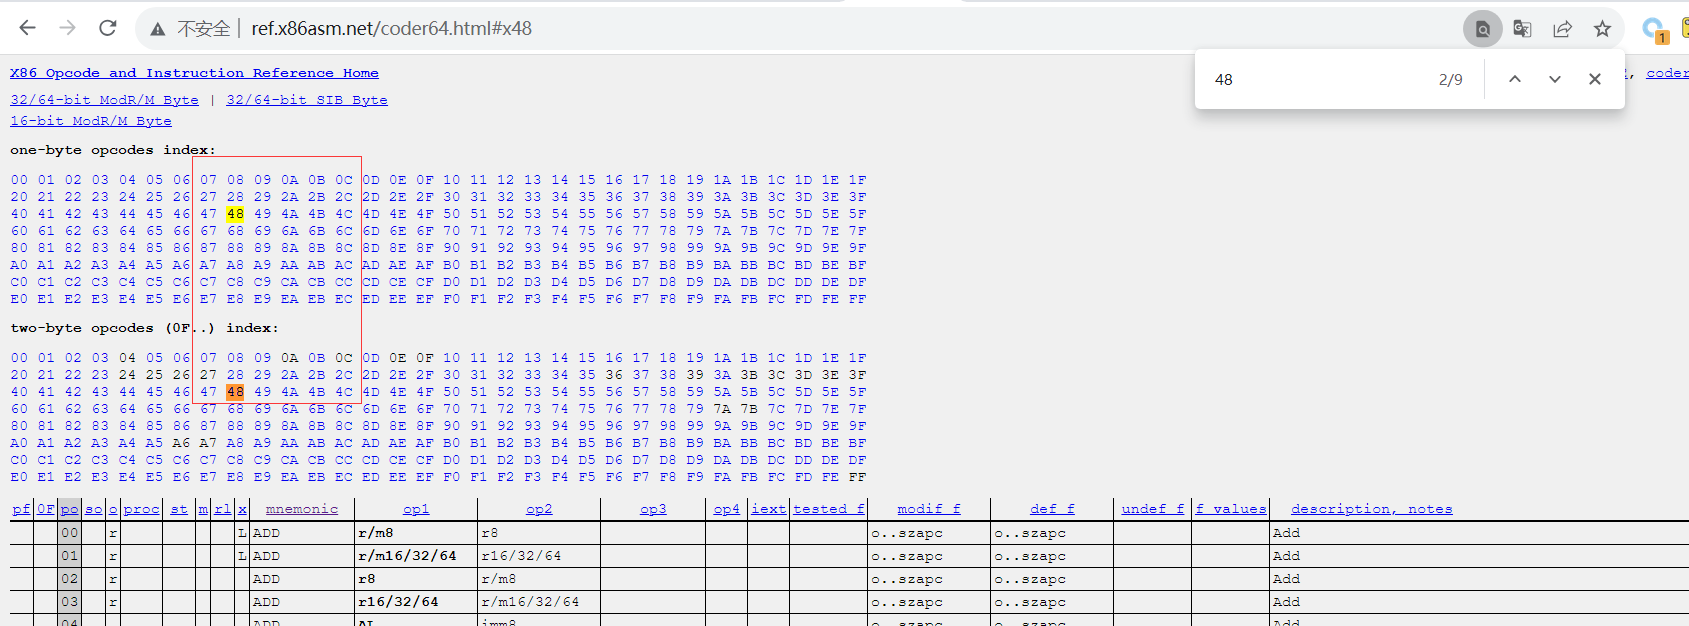 不安全 | ref.x86asm.net/coder64.html#x48
1
48 2/9
X86 Opcode and Instruction Reference Home
, coder
32/64-bit ModR/M Byte | 32/64-bit SIB Byte
16-bit ModR/M Byte
one-byte opcodes index:
00 01 02 03 04 05 06 07 08 09 0A 0B 0C 0D 0E 0F 10 11 12 13 14 15 16 17 18 19 1A 1B 1C 1D 1E 1F
20 21 22 23 24 25 26 27 28 29 2A 2B 2C 2D 2E 2F 30 31 32 33 34 35 36 37 38 39 3A 3B 3C 3D 3E 3F
40 41 42 43 44 45 46 47 48 49 4A 4B 4C 4D 4E 4F 50 51 52 53 54 55 56 57 58 59 5A 5B 5C 5D 5E 5F
60 61 62 63 64 65 66 67 68 69 6A 6B 6C 6D 6E 6F 70 71 72 73 74 75 76 77 78 79 7A 7B 7C 7D 7E 7F
80 81 82 83 84 85 86 87 88 89 8A 8B 8C 8D 8E 8F 90 91 92 93 94 95 96 97 98 99 9A 9B 9C 9D 9E 9F
A0 A1 A2 A3 A4 A5 A6 A7 A8 A9 AA AB AC AD AE AF B0 B1 B2 B3 B4 B5 B6 B7 B8 B9 BA BB BC BD BE BF
C0 C1 C2 C3 C4 C5 C6 C7 C8 C9 CA CB CC CD CE CF D0 D1 D2 D3 D4 D5 D6 D7 D8 D9 DA DB DC DD DE DF
E0 E1 E2 E3 E4 E5 E6 E7 E8 E9 EA EB EC ED EE EF F0 F1 F2 F3 F4 F5 F6 F7 F8 F9 FA FB FC FD FE FF
two-byte opcodes (0F..) index:
00 01 02 03 04 05 06 07 08 09 0A 0B 0C 0D 0E 0F 10 11 12 13 14 15 16 17 18 19 1A 1B 1C 1D 1E 1F
20 21 22 23 24 25 26 27 28 29 2A 2B 2C 2D 2E 2F 30 31 32 33 34 35 36 37 38 39 3A 3B 3C 3D 3E 3F
40 41 42 43 44 45 46 47 48 49 4A 4B 4C 4D 4E 4F 50 51 52 53 54 55 56 57 58 59 5A 5B 5C 5D 5E 5F
60 61 62 63 64 65 66 67 68 69 6A 6B 6C 6D 6E 6F 70 71 72 73 74 75 76 77 78 79 7A 7B 7C 7D 7E 7F
80 81 82 83 84 85 86 87 88 89 8A 8B 8C 8D 8E 8F 90 91 92 93 94 95 96 97 98 99 9A 9B 9C 9D 9E 9F
A0 A1 A2 A3 A4 A5 A6 A7 A8 A9 AA AB AC AD AE AF B0 B1 B2 B3 B4 B5 B6 B7 B8 B9 BA BB BC BD BE BF
C0 C1 C2 C3 C4 C5 C6 C7 C8 C9 CA CB CC CD CE CF D0 D1 D2 D3 D4 D5 D6 D7 D8 D9 DA DB DC DD DE DF
E0 E1 E2 E3 E4 E5 E6 E7 E8 E9 EA EB EC ED EE EF F0 F1 F2 F3 F4 F5 F6 F7 F8 F9 FA FB FC FD FE FF
pf 0F po so o proc st m rl x mnemonic op1 op2 op3 op4 iext tested f modif f def f undef f f values description, notes
00 r L ADD r/m8 r8 o..szapc o..szapc Add
01 r L ADD r/m16/32/64 r16/32/64 o..szapc o..szapc Add
02 r ADD r8 r/m8 o..szapc o..szapc Add
03 r ADD r16/32/64 r/m16/32/64 o..szapc o..szapc Add
04 ADD AL imm8 o..szapc o..szapc Add